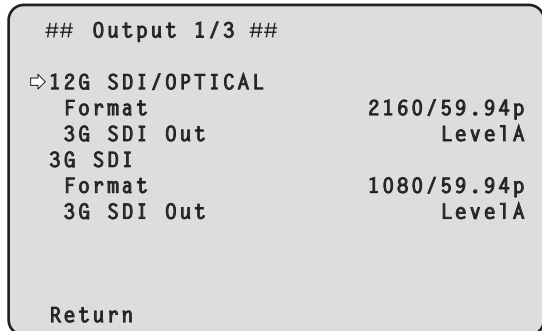 ## Output 1/3 ##
⇨12G SDI/OPTICAL
Format 2160/59.94p
3G SDI Out LevelA
3G SDI
Format 1080/59.94p
3G SDI Out LevelA
Return